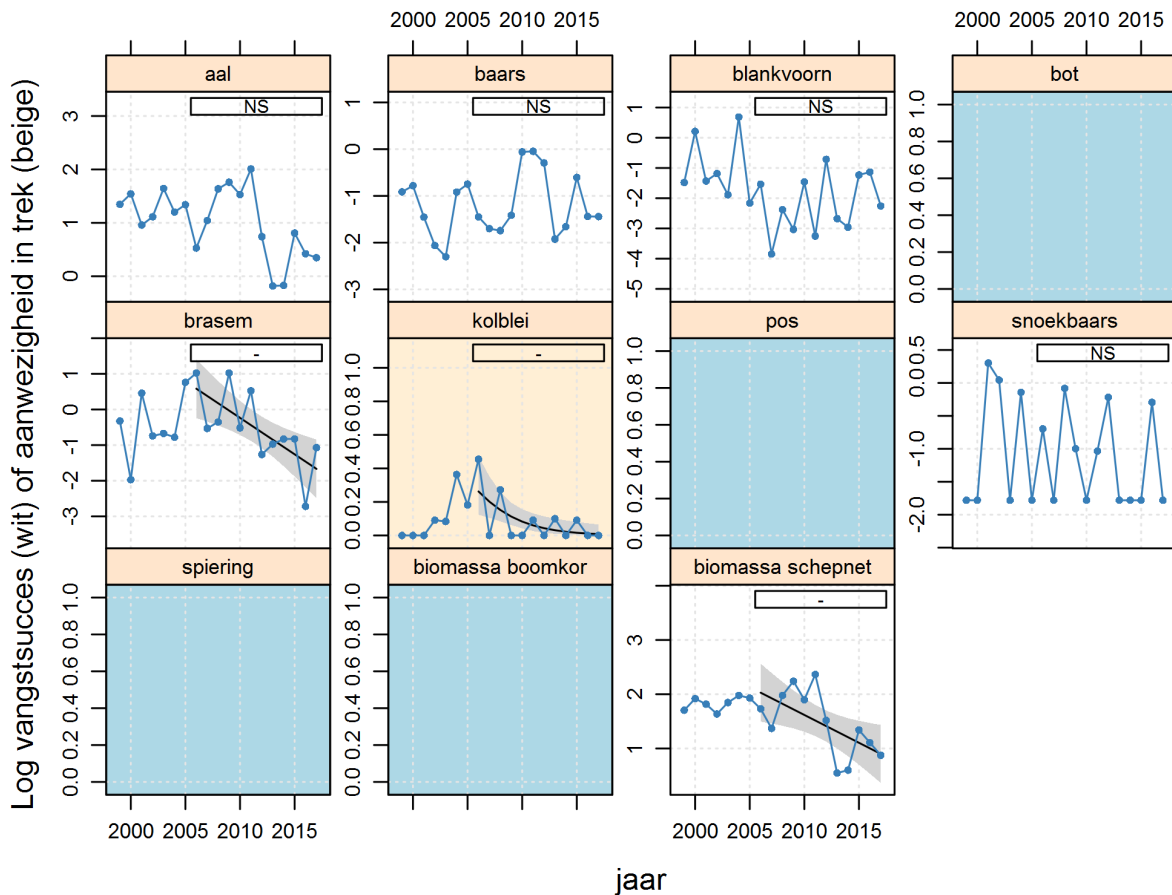 2000 2005 2010 2015 2000 2005 2010 2015
aal baars blankvoorn bot
NS NS NS
3 2 1 0
1 0 -1 -2 -3
1 0 -1 -2 -3 -4 -5
1.0 0.8 0.6 0.4 0.2 0.0
brasem kolblei pos snoekbaars
- - NS
1 0 -1 -2 -3
1.0 0.8 0.6 0.4 0.2 0.0
1.0 0.8 0.6 0.4 0.2 0.0
0.5 0.0 -1.0 -2.0
spiering biomassa boomkor biomassa schepnet
-
1.0 0.8 0.6 0.4 0.2 0.0
1.0 0.8 0.6 0.4 0.2 0.0
3 2 1
2000 2005 2010 2015 2000 2005 2010 2015
jaar
Log vangstsucces (wit) of aanwezigheid in trek (beige)